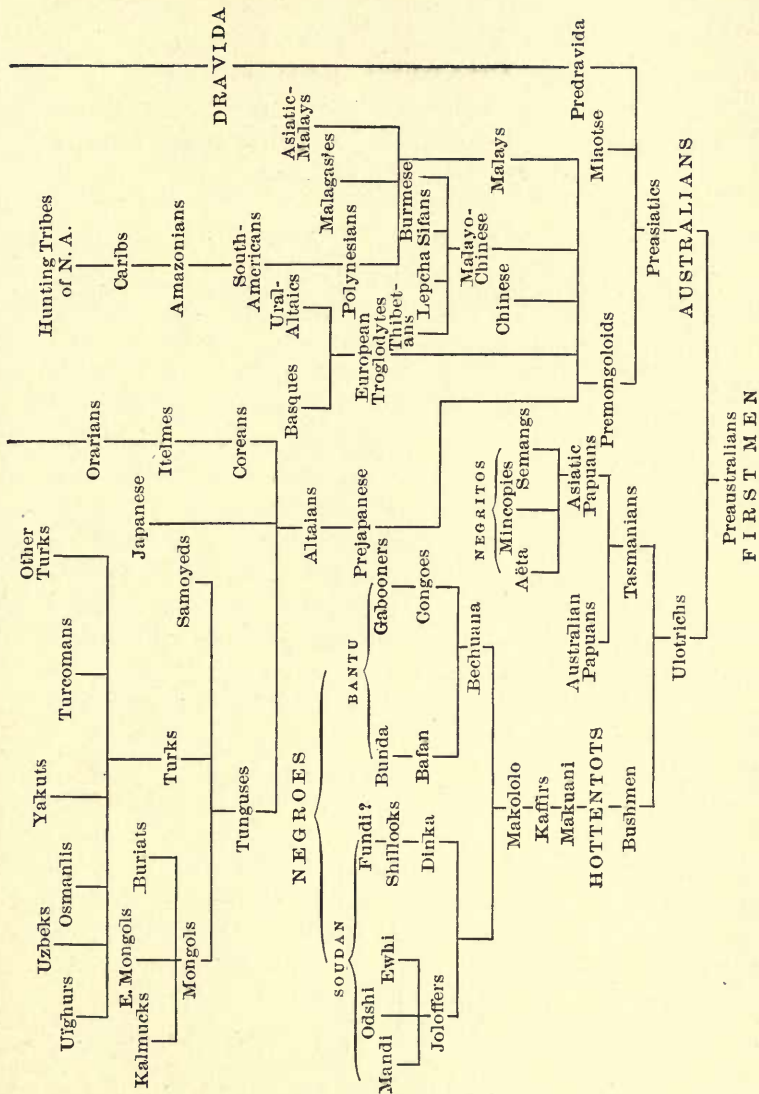 Hunting Tribes
of N. A.
Other
Turks
Uzbeks
Yakuts
Turcomans
Orarians
Caribs
Uïghurs
Osmanlis
E. Mongols
Buriats
Japanese
Itelmes
Amazonians
DRAVIDA
Kalmucks
Turks
Samoyeds
Mongols
Coreans
South-
Americans
Ural-
Altaics
Asiatic-
Malays
Tunguses
Basques
Malagas'es
NEGROES
Altaians
Polynesians
European
Troglodytes
Burmese
SOUDAN
BANTU
Prejapanese
Thibet-
ans
Lepcha
Sifans
Fundi?
Bunda
Gabooners
Odshi
Ewhi
Shillooks
Malayo-
Chinese
Malays
Mandi
Dinka
Bafan
Congoes
Chinese
Joloffers
Bechuana
NEGRITOS
Mincopies
Aëta
Semangs
Premongoloids
Miaotse
Predravida
Makololo
Kaffirs
Makuani
Australian
Papuans
Asiatic
Papuans
HOTTENTOTS
Tasmanians
Preasiatics
Bushmen
AUSTRALIANS
Ulotrichs
Preaustralians
FIRST MEN